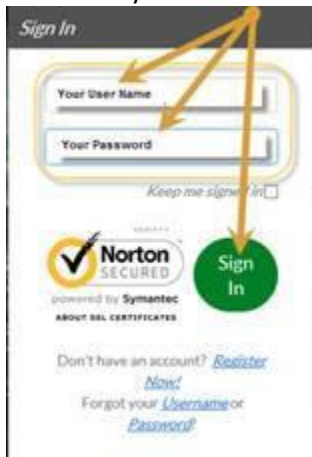 Sign In
Your User Name
Your Password
Keep me signed in
Norton
SECURED
powered by Symantec
ABOUT SSL CERTIFICATES
Sign
In
Don't have an account? Register
Now!
Forgot your Username or
Password?